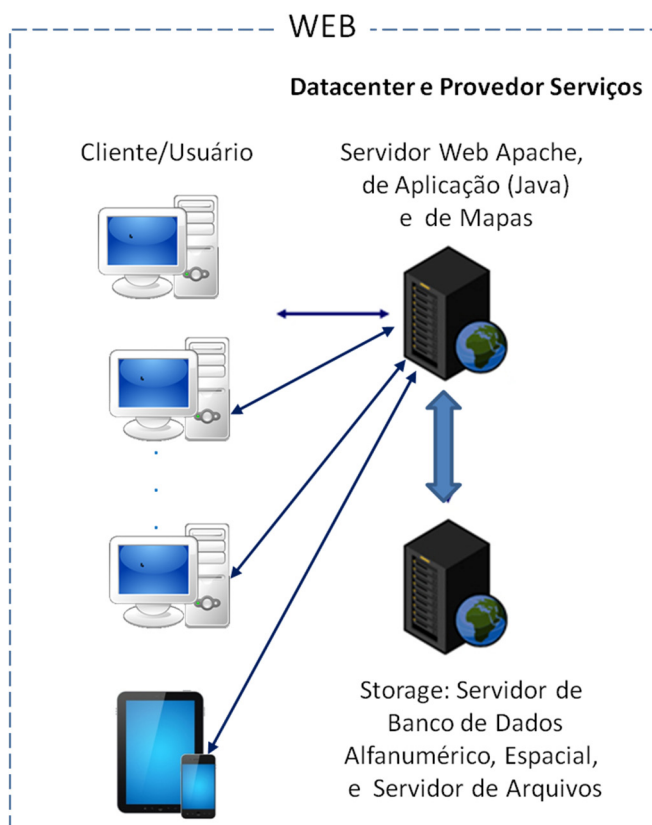 WEB
Datacenter e Provedor Serviços
Cliente/Usuário
Servidor Web Apache,
de Aplicação (Java)
e de Mapas
Storage: Servidor de
Banco de Dados
Alfanumérico, Espacial,
e Servidor de Arquivos